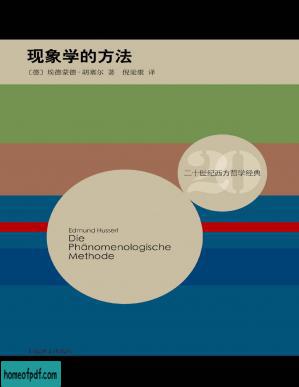 现象学的方法
〔德〕埃德蒙德·胡塞尔 著 倪梁康 译
20
二十世纪西方哲学经典
Edmund Husserl
Die
Phänomenologische
Methode
homeofpdf.com